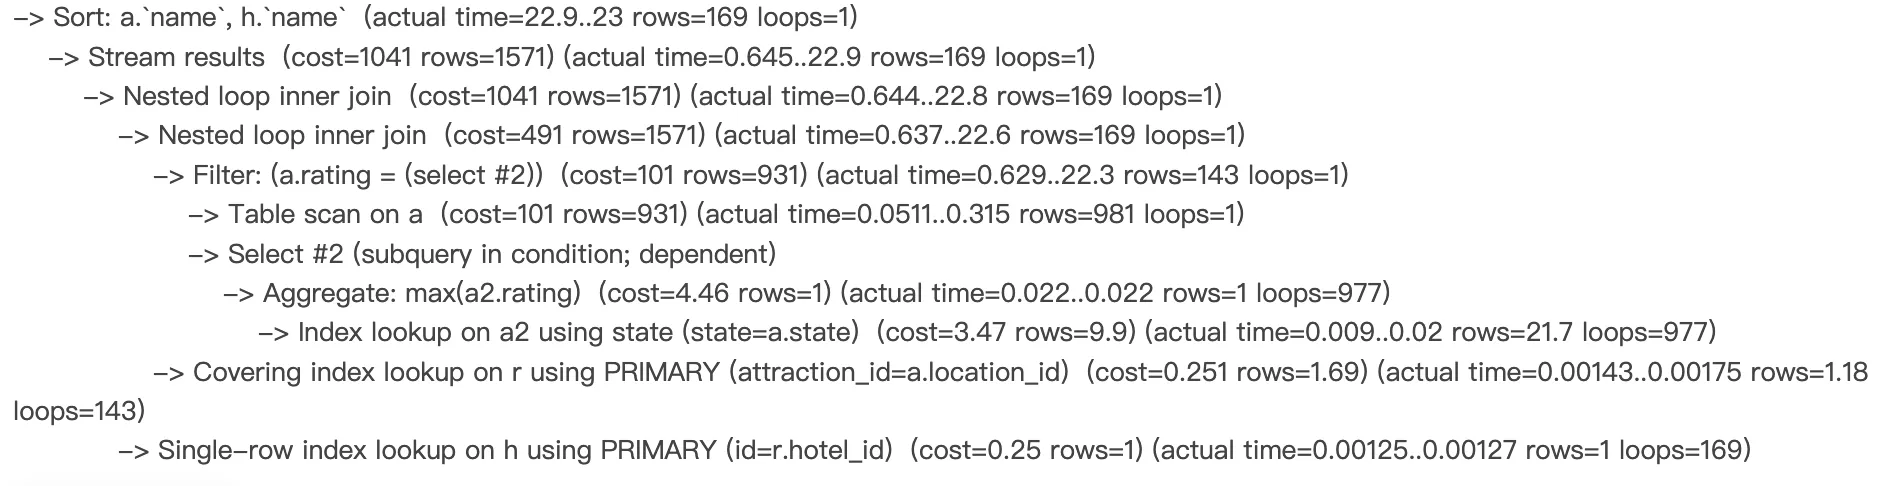 –> Sort: a.`name`, h.`name`  (actual time=22.9..23 rows=169 loops=1)
–> Stream results  (cost=1041 rows=1571) (actual time=0.645..22.9 rows=169 loops=1)
–> Nested loop inner join  (cost=1041 rows=1571) (actual time=0.644..22.8 rows=169 loops=1)
–> Nested loop inner join  (cost=491 rows=1571) (actual time=0.637..22.6 rows=169 loops=1)
–> Filter: (a.rating = (select #2))  (cost=101 rows=931) (actual time=0.629..22.3 rows=143 loops=1)
–> Table scan on a  (cost=101 rows=931) (actual time=0.0511..0.315 rows=981 loops=1)
–> Select #2 (subquery in condition; dependent)
–> Aggregate: max(a2.rating)  (cost=4.46 rows=1) (actual time=0.022..0.022 rows=1 loops=977)
–> Index lookup on a2 using state (state=a.state)  (cost=3.47 rows=9.9) (actual time=0.009..0.02 rows=21.7 loops=977)
–> Covering index lookup on r using PRIMARY (attraction_id=a.location_id)  (cost=0.251 rows=1.69) (actual time=0.00143..0.00175 rows=1.18
loops=143)
–> Single–row index lookup on h using PRIMARY (id=r.hotel_id)  (cost=0.25 rows=1) (actual time=0.00125..0.00127 rows=1 loops=169)